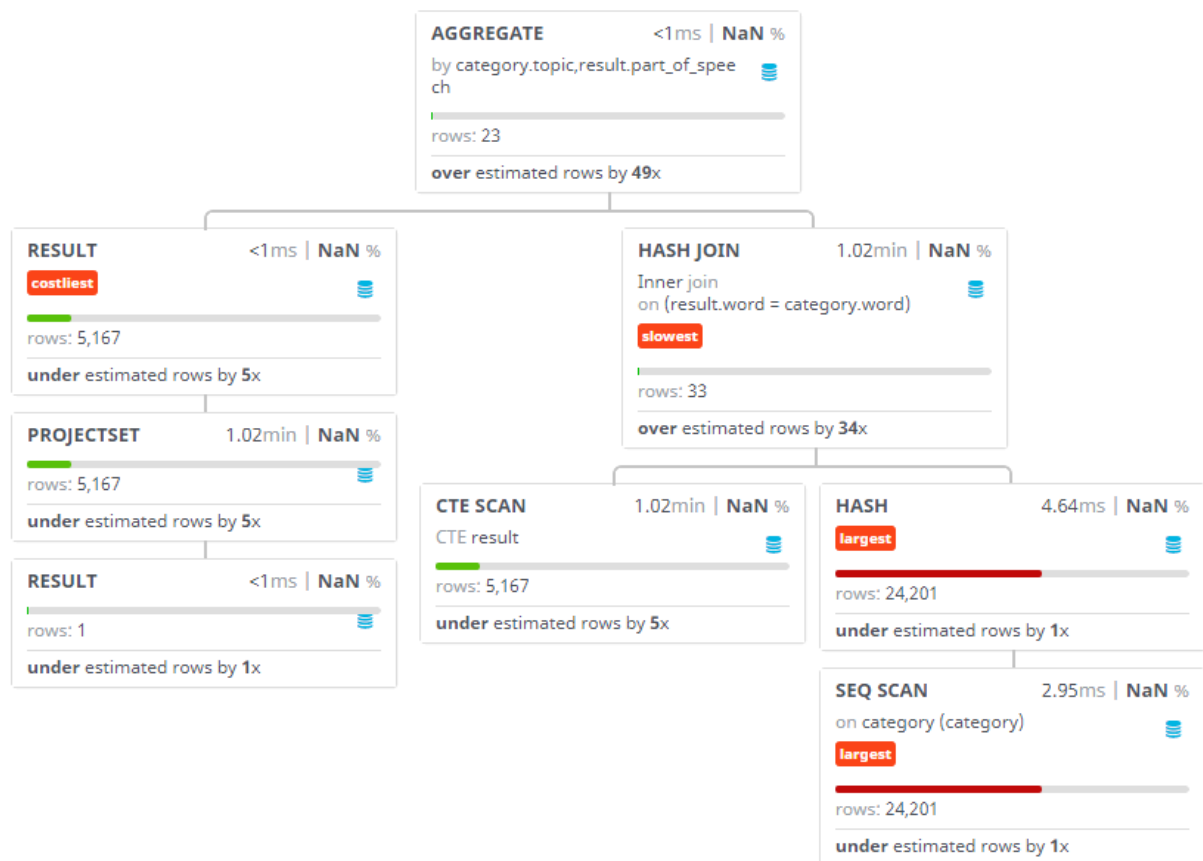 AGGREGATE <1ms | NaN %
by category.topic,result.part_of_spee
ch
rows: 23
over estimated rows by 49x
RESULT <1ms | NaN %
costliest
rows: 5,167
under estimated rows by 5x
HASH JOIN 1.02min | NaN %
Inner join
on (result.word = category.word)
slowest
rows: 33
over estimated rows by 34x
PROJECTSET 1.02min | NaN %
rows: 5,167
under estimated rows by 5x
CTE SCAN 1.02min | NaN %
CTE result
rows: 5,167
under estimated rows by 5x
HASH 4.64ms | NaN %
largest
rows: 24,201
under estimated rows by 1x
RESULT <1ms | NaN %
rows: 1
under estimated rows by 1x
SEQ SCAN 2.95ms | NaN %
on category (category)
largest
rows: 24,201
under estimated rows by 1x